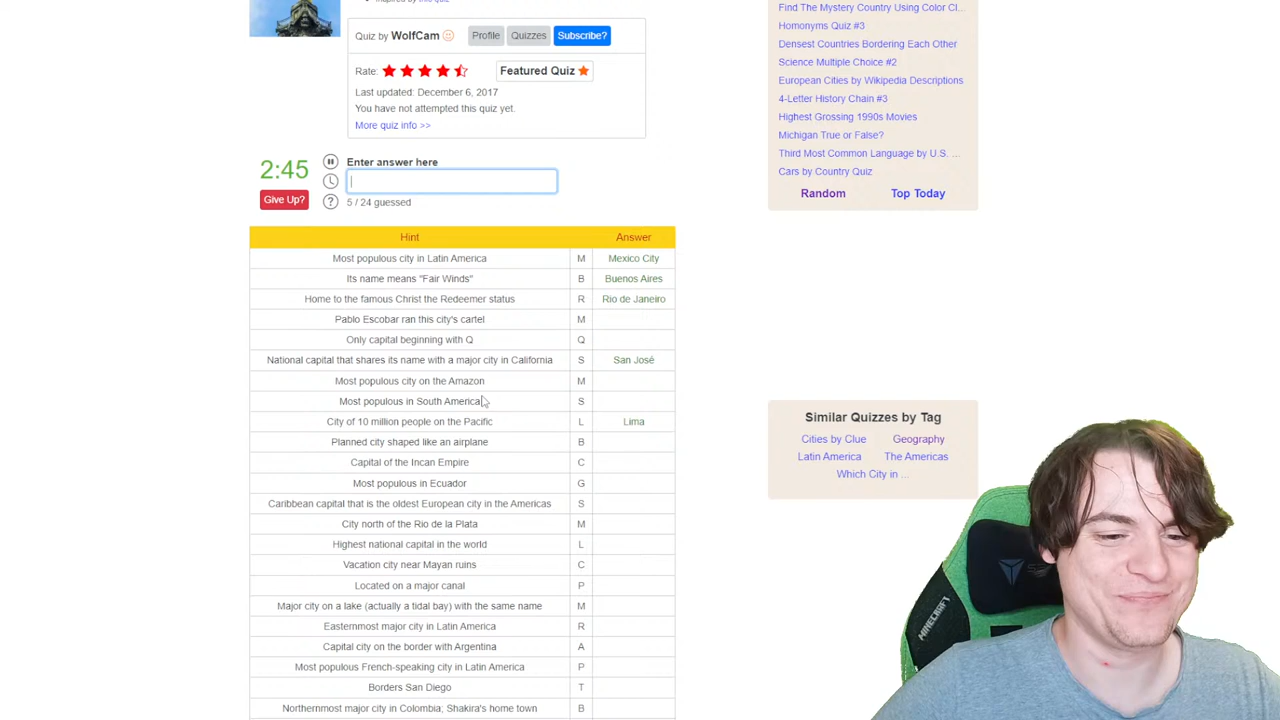 Find The Mystery Country Using Color Cl...
Quiz by WolfCam Profile Quizzes Subscribe?
Homonyms Quiz #3
Densest Countries Bordering Each Other
Science Multiple Choice #2
European Cities by Wikipedia Descriptions
4-Letter History Chain #3
Highest Grossing 1990s Movies
Michigan True or False?
Third Most Common Language by U.S. ...
Cars by Country Quiz
Random Top Today
Rate: Featured Quiz
Last updated: December 6, 2017
You have not attempted this quiz yet.
More quiz info >>
2:45
Give Up?
Enter answer here
?
5 / 24 guessed
Hint Answer
Most populous city in Latin America M Mexico City
Its name means "Fair Winds" B Buenos Aires
Home to the famous Christ the Redeemer status R Rio de Janeiro
Pablo Escobar ran this city's cartel M
Only capital beginning with Q Q
National capital that shares its name with a major city in California S San José
Most populous city on the Amazon M
Most populous in South America S
City of 10 million people on the Pacific L Lima
Planned city shaped like an airplane B
Capital of the Incan Empire C
Most populous in Ecuador G
Caribbean capital that is the oldest European city in the Americas S
City north of the Rio de la Plata M
Highest national capital in the world L
Vacation city near Mayan ruins C
Located on a major canal P
Major city on a lake (actually a tidal bay) with the same name M
Easternmost major city in Latin America R
Capital city on the border with Argentina A
Most populous French-speaking city in Latin America P
Borders San Diego T
Northernmost major city in Colombia; Shakira's home town B
Similar Quizzes by Tag
Cities by Clue Geography
Latin America The Americas
Which City in ...
MINECRAFT